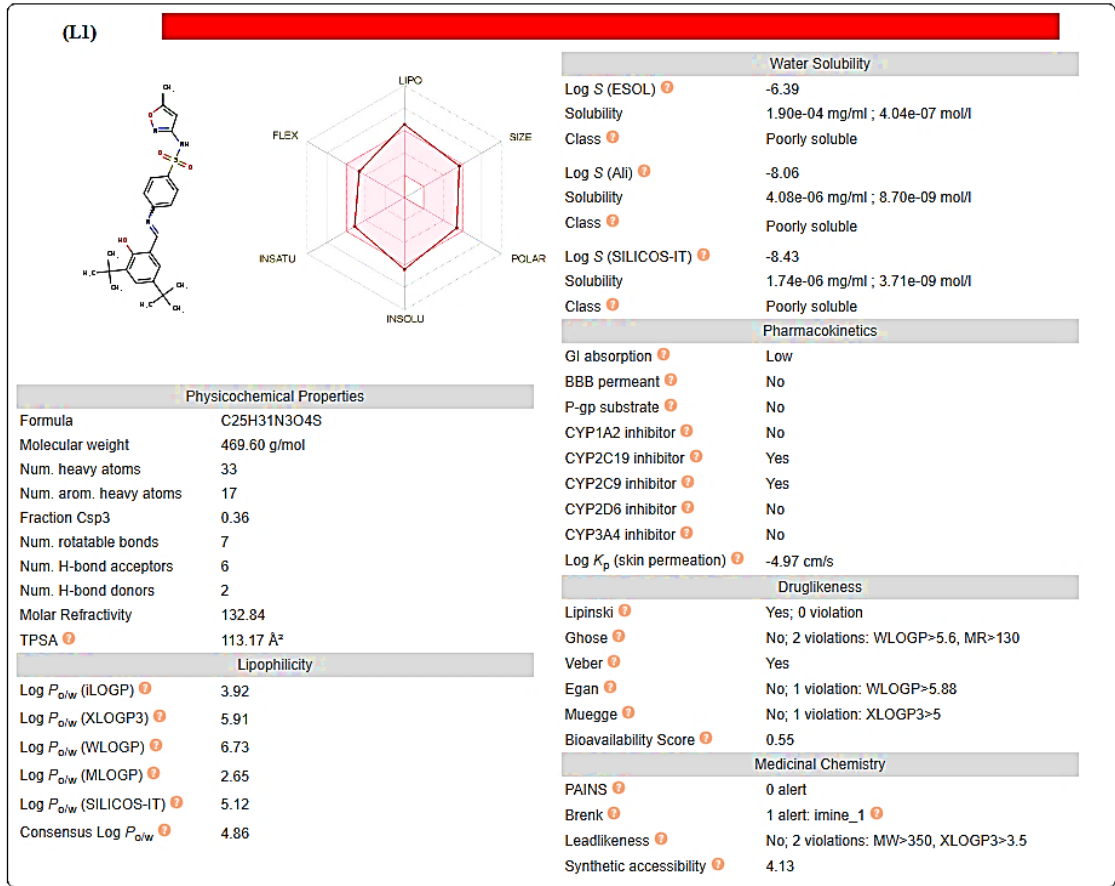 (L1)
CH₃
O
N
NH
O
S
O
N
HO
CH₃
H₃C
CH₃
CH₃
H₃C
CH₃
LIPO
SIZE
POLAR
INSOLU
INSATU
FLEX
Physicochemical Properties
Formula C25H31N3O4S
Molecular weight 469.60 g/mol
Num. heavy atoms 33
Num. arom. heavy atoms 17
Fraction Csp3 0.36
Num. rotatable bonds 7
Num. H-bond acceptors 6
Num. H-bond donors 2
Molar Refractivity 132.84
TPSA ? 113.17 Å²
Lipophilicity
Log Po/w (iLOGP) ? 3.92
Log Po/w (XLOGP3) ? 5.91
Log Po/w (WLOGP) ? 6.73
Log Po/w (MLOGP) ? 2.65
Log Po/w (SILICOS-IT) ? 5.12
Consensus Log Po/w ? 4.86
Water Solubility
Log S (ESOL) ? -6.39
Solubility 1.90e-04 mg/ml ; 4.04e-07 mol/l
Class ? Poorly soluble
Log S (Ali) ? -8.06
Solubility 4.08e-06 mg/ml ; 8.70e-09 mol/l
Class ? Poorly soluble
Log S (SILICOS-IT) ? -8.43
Solubility 1.74e-06 mg/ml ; 3.71e-09 mol/l
Class ? Poorly soluble
Pharmacokinetics
GI absorption ? Low
BBB permeant ? No
P-gp substrate ? No
CYP1A2 inhibitor ? No
CYP2C19 inhibitor ? Yes
CYP2C9 inhibitor ? Yes
CYP2D6 inhibitor ? No
CYP3A4 inhibitor ? No
Log Kp (skin permeation) ? -4.97 cm/s
Druglikeness
Lipinski ? Yes; 0 violation
Ghose ? No; 2 violations: WLOGP>5.6, MR>130
Veber ? Yes
Egan ? No; 1 violation: WLOGP>5.88
Muegge ? No; 1 violation: XLOGP3>5
Bioavailability Score ? 0.55
Medicinal Chemistry
PAINS ? 0 alert
Brenk ? 1 alert: imine_1 ?
Leadlikeness ? No; 2 violations: MW>350, XLOGP3>3.5
Synthetic accessibility ? 4.13